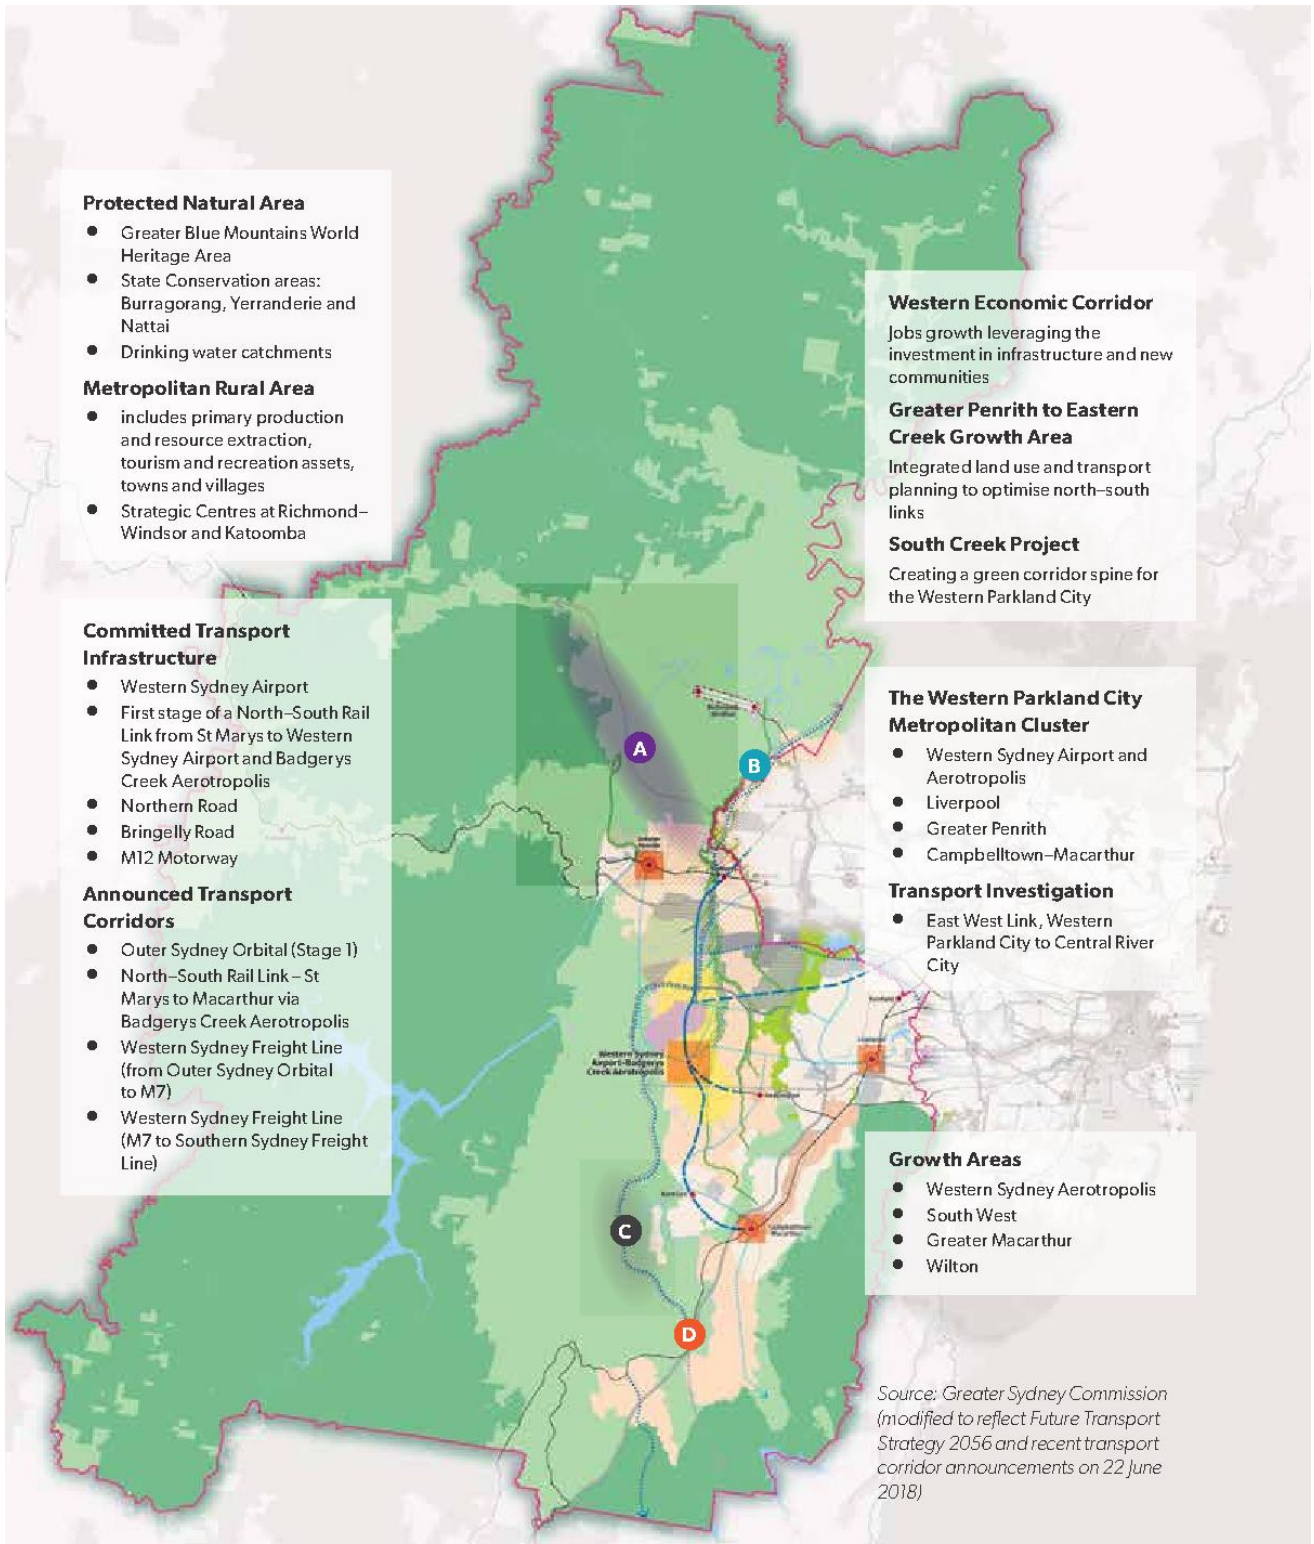 Protected Natural Area
● Greater Blue Mountains World
Heritage Area
● State Conservation areas:
Burragorang, Yerranderie and
Nattai
● Drinking water catchments
Metropolitan Rural Area
● includes primary production
and resource extraction,
tourism and recreation assets,
towns and villages
● Strategic Centres at Richmond–
Windsor and Katoomba
Committed Transport
Infrastructure
● Western Sydney Airport
● First stage of a North–South Rail
Link from St Marys to Western
Sydney Airport and Badgerys
Creek Aerotropolis
● Northern Road
● Bringelly Road
● M12 Motorway
Announced Transport
Corridors
● Outer Sydney Orbital (Stage 1)
● North–South Rail Link – St
Marys to Macarthur via
Badgerys Creek Aerotropolis
● Western Sydney Freight Line
(from Outer Sydney Orbital
to M7)
● Western Sydney Freight Line
(M7 to Southern Sydney Freight
Line)
A
B
Western Sydney
Airport-Badgerys
Creek Aerotropolis
C
D
Western Economic Corridor
Jobs growth leveraging the
investment in infrastructure and new
communities
Greater Penrith to Eastern
Creek Growth Area
Integrated land use and transport
planning to optimise north–south
links
South Creek Project
Creating a green corridor spine for
the Western Parkland City
The Western Parkland City
Metropolitan Cluster
● Western Sydney Airport and
Aerotropolis
● Liverpool
● Greater Penrith
● Campbelltown–Macarthur
Transport Investigation
● East West Link, Western
Parkland City to Central River
City
Growth Areas
● Western Sydney Aerotropolis
● South West
● Greater Macarthur
● Wilton
Source: Greater Sydney Commission
(modified to reflect Future Transport
Strategy 2056 and recent transport
corridor announcements on 22 June
2018)